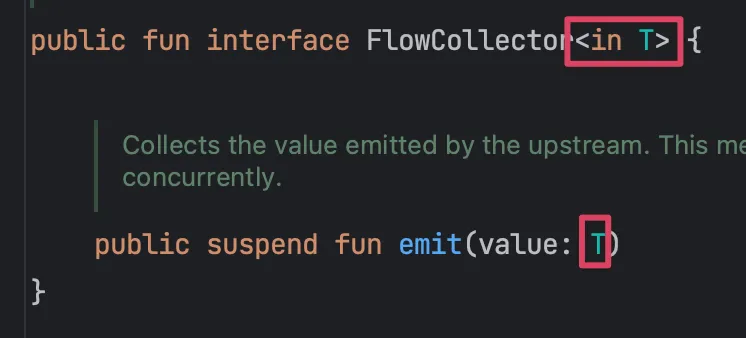 public fun interface FlowCollector<in T> {
Collects the value emitted by the upstream. This
concurrently.
public suspend fun emit(value: T)
}